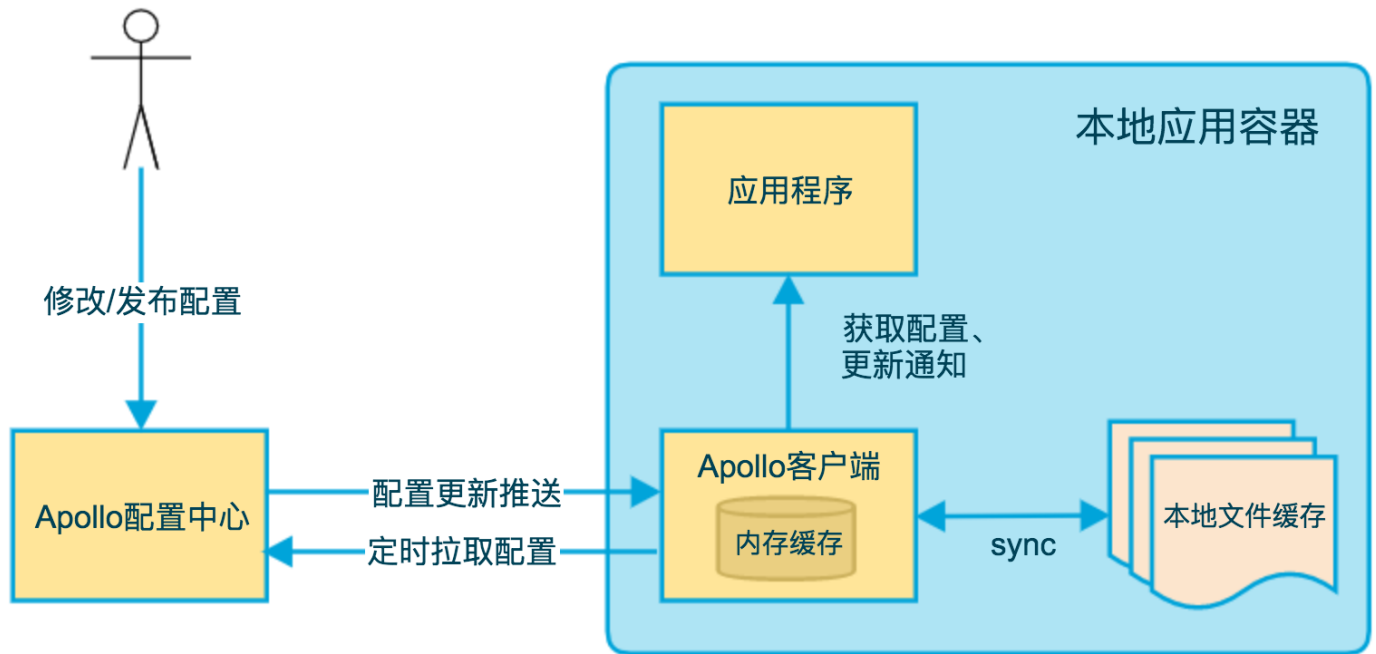 本地应用容器
应用程序
修改/发布配置
获取配置、
更新通知
Apollo配置中心
配置更新推送
定时拉取配置
Apollo客户端
内存缓存
sync
本地文件缓存